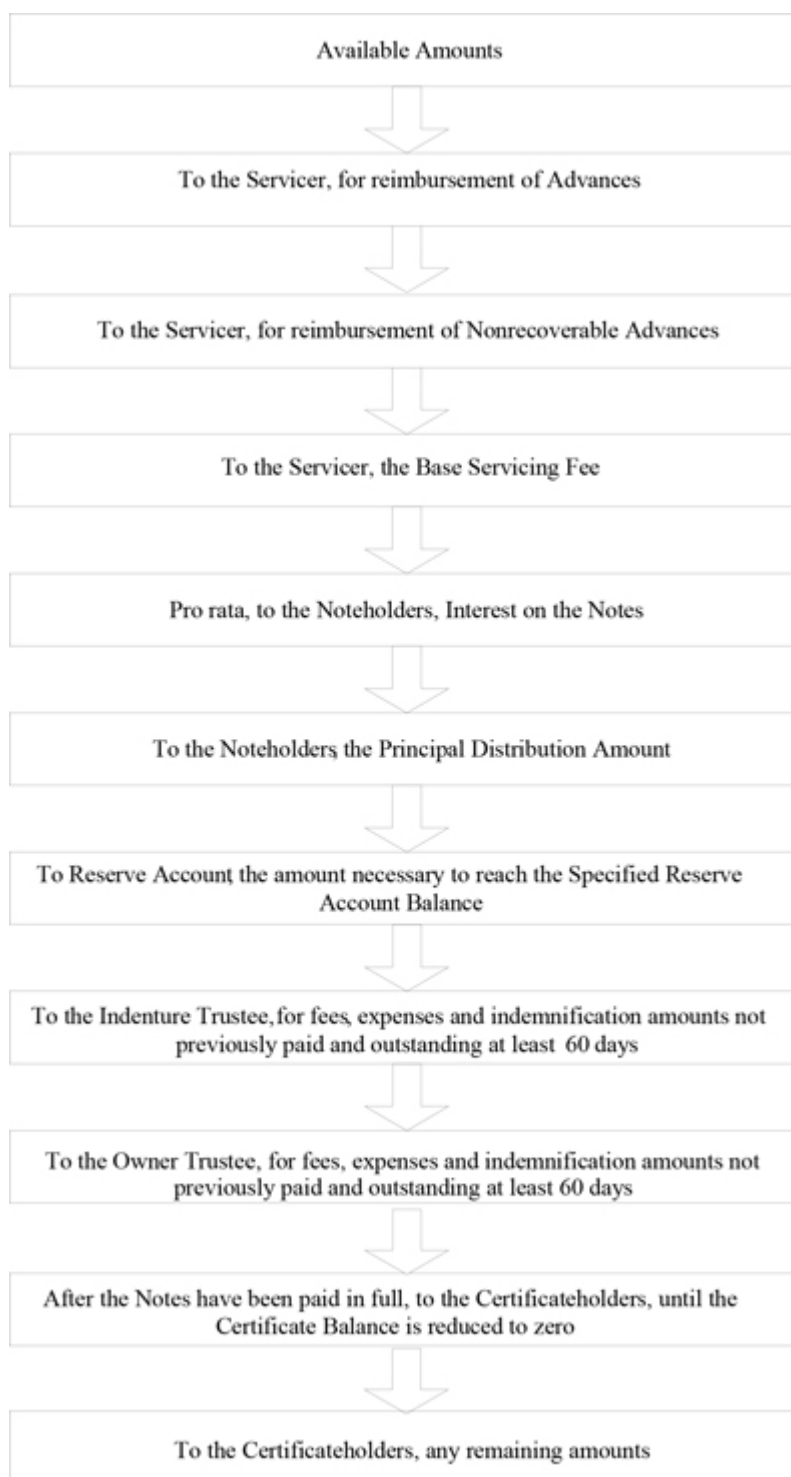 Available Amounts
To the Servicer, for reimbursement of Advances
To the Servicer, for reimbursement of Nonrecoverable Advances
To the Servicer, the Base Servicing Fee
Pro rata, to the Noteholders, Interest on the Notes
To the Noteholders, the Principal Distribution Amount
To Reserve Account, the amount necessary to reach the Specified Reserve
Account Balance
To the Indenture Trustee, for fees, expenses and indemnification amounts not
previously paid and outstanding at least 60 days
To the Owner Trustee, for fees, expenses and indemnification amounts not
previously paid and outstanding at least 60 days
After the Notes have been paid in full, to the Certificateholders, until the
Certificate Balance is reduced to zero
To the Certificateholders, any remaining amounts